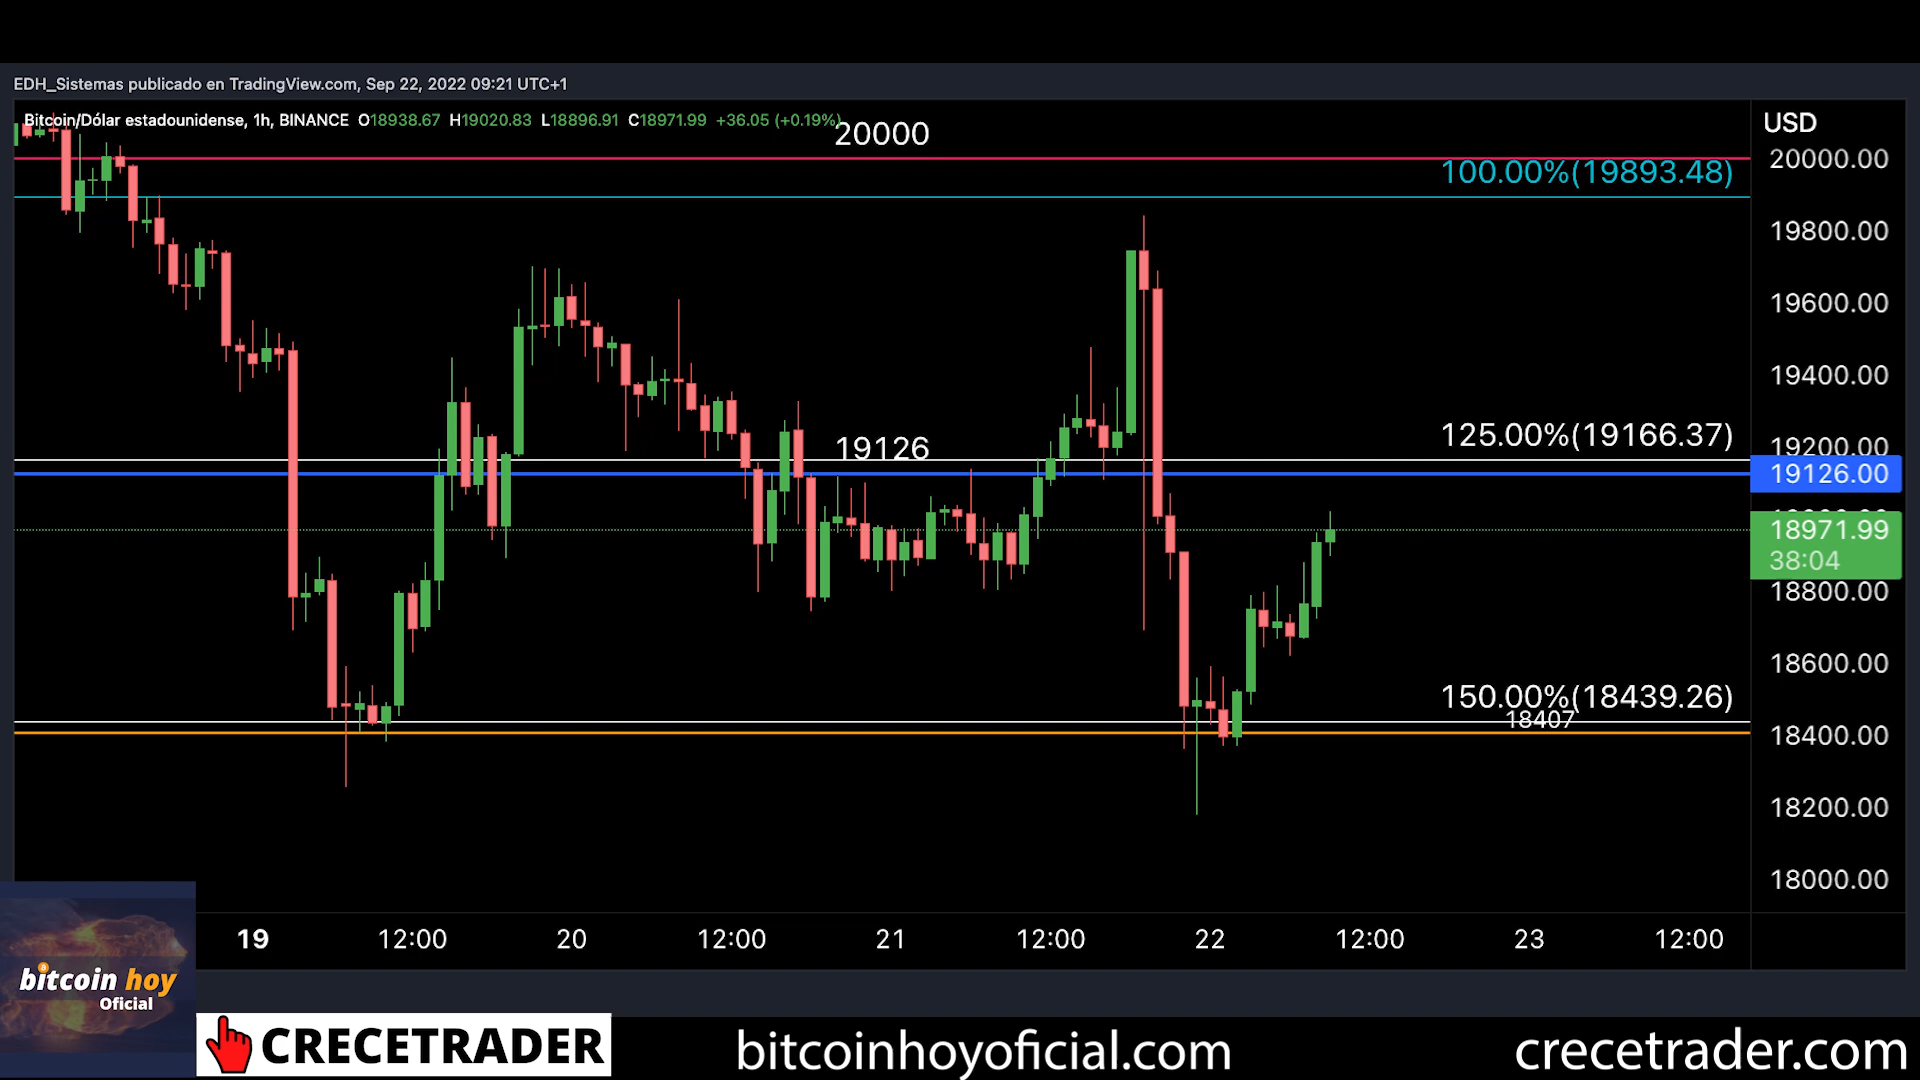 EDH_Sistemas publicado en TradingView.com, Sep 22, 2022 09:21 UTC+1
Bitcoin/Dólar estadounidense, 1h, BINANCE O18938.67 H19020.83 L18896.91 C18971.99 +36.05 (+0.19%)
20000
USD
20000.00
100.00%(19893.48)
19800.00
19600.00
19400.00
125.00%(19166.37)
19126
19200.00
19126.00
18971.99
38:04
18800.00
18600.00
150.00%(18439.26)
18407
18400.00
18200.00
18000.00
19 12:00 20 12:00 21 12:00 22 12:00 23 12:00
bitcoin hoy
Oficial
CRECETRADER
bitcoinhoyoficial.com
crecetrader.com